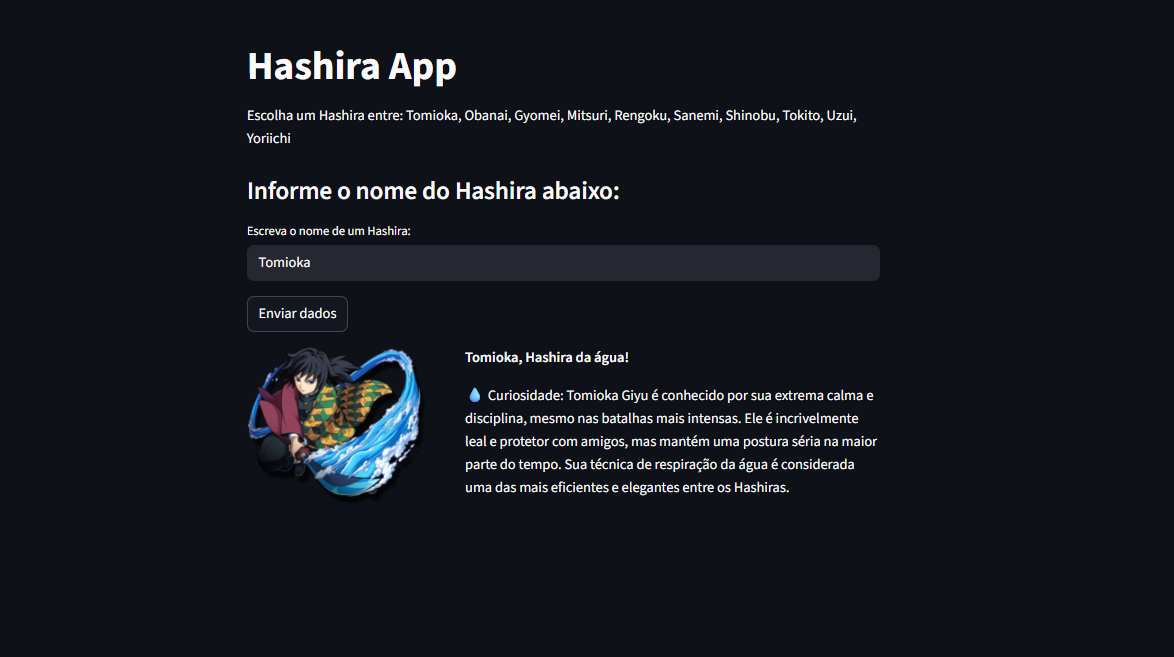 Hashira App
Escolha um Hashira entre: Tomioka, Obanai, Gyomei, Mitsuri, Rengoku, Sanemi, Shinobu, Tokito, Uzui,
Yoriichi
Informe o nome do Hashira abaixo:
Escreva o nome de um Hashira:
Tomioka
Enviar dados
Tomioka, Hashira da água!
💧 Curiosidade: Tomioka Giyu é conhecido por sua extrema calma e
disciplina, mesmo nas batalhas mais intensas. Ele é incrivelmente
leal e protetor com amigos, mas mantém uma postura séria na maior
parte do tempo. Sua técnica de respiração da água é considerada
uma das mais eficientes e elegantes entre os Hashiras.